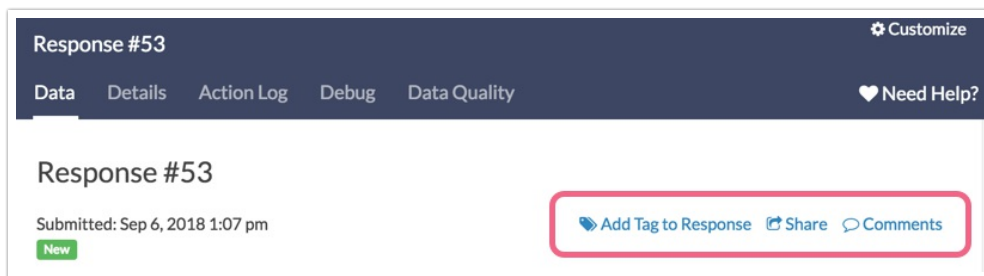 Response #53
Customize
Data Details Action Log Debug Data Quality
Need Help?
Response #53
Submitted: Sep 6, 2018 1:07 pm
Add Tag to Response Share Comments
New